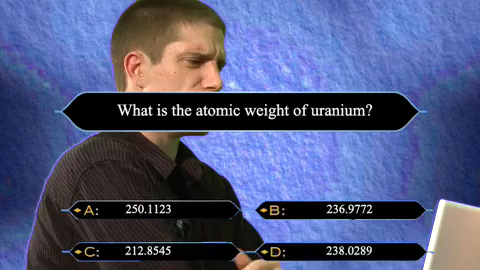 What is the atomic weight of uranium?
A: 250.1123
B: 236.9772
C: 212.8545
D: 238.0289